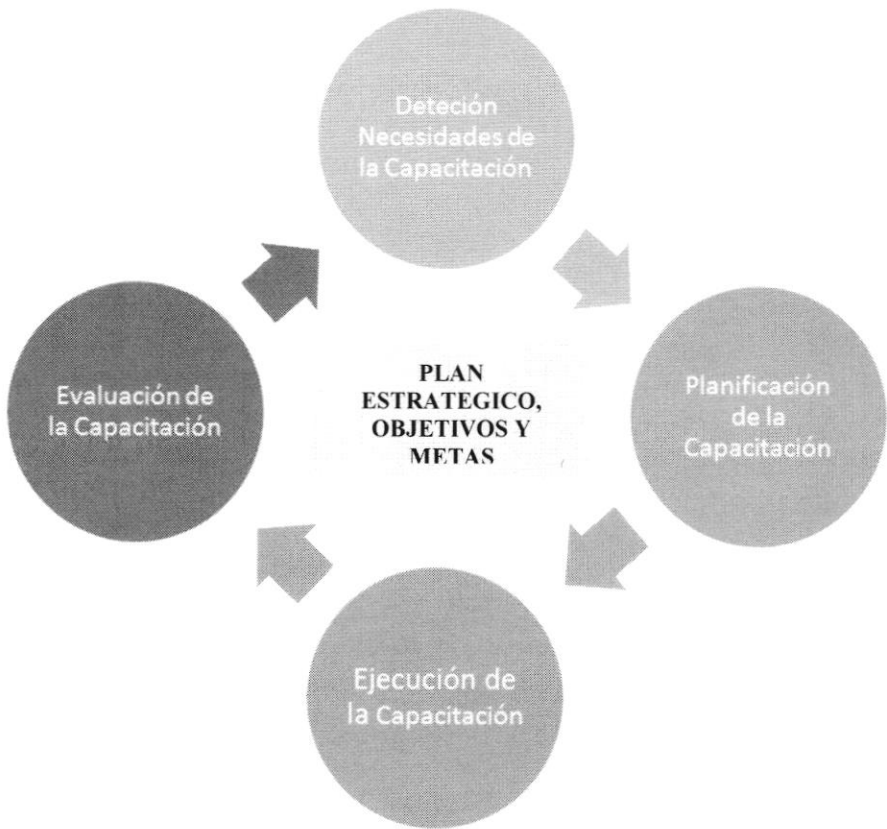 Deteción
Necesidades de
la Capacitación
Planificación
de la
Capacitación
Ejecución de
la Capacitación
Evaluación de
la Capacitación
PLAN
ESTRATEGICO,
OBJETIVOS Y
METAS